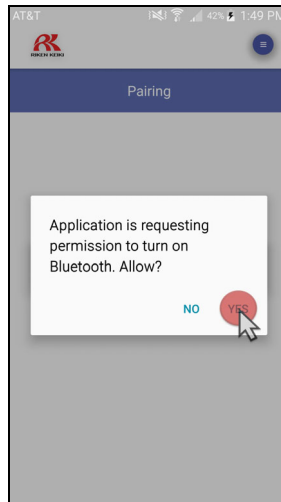 AT&T 42% 1:49 PM
RIKEN KEIKI
Pairing
Application is requesting
permission to turn on
Bluetooth. Allow?
NO YES